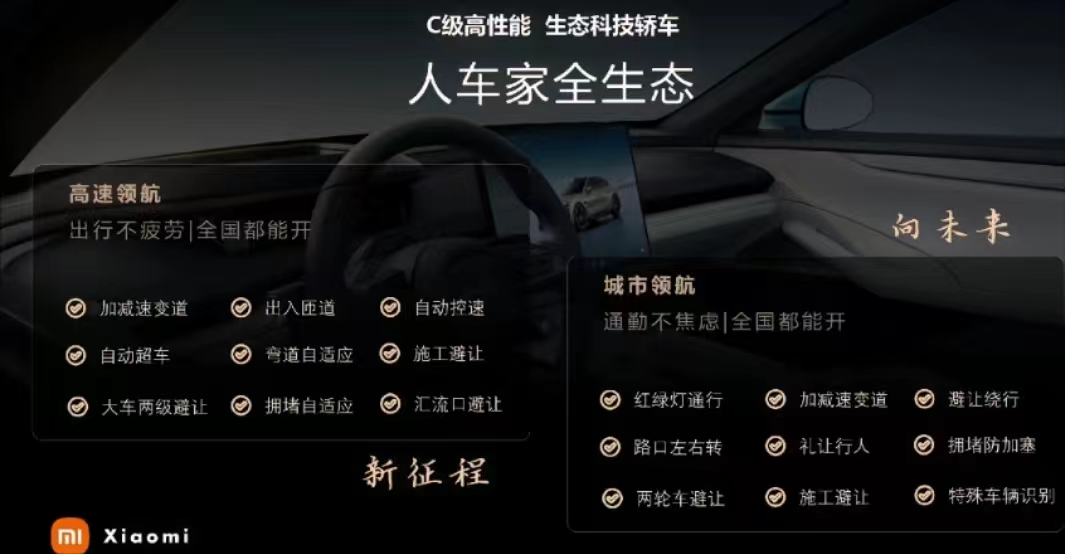 C级高性能 生态科技轿车
人车家全生态
高速领航
出行不疲劳|全国都能开
加减速变道 出入匝道 自动控速
自动超车 弯道自适应 施工避让
大车两级避让 拥堵自适应 汇流口避让
向未来
城市领航
通勤不焦虑|全国都能开
红绿灯通行 加减速变道 避让绕行
路口左右转 礼让行人 拥堵防加塞
两轮车避让 施工避让 特殊车辆识别
新征程
mi Xiaomi